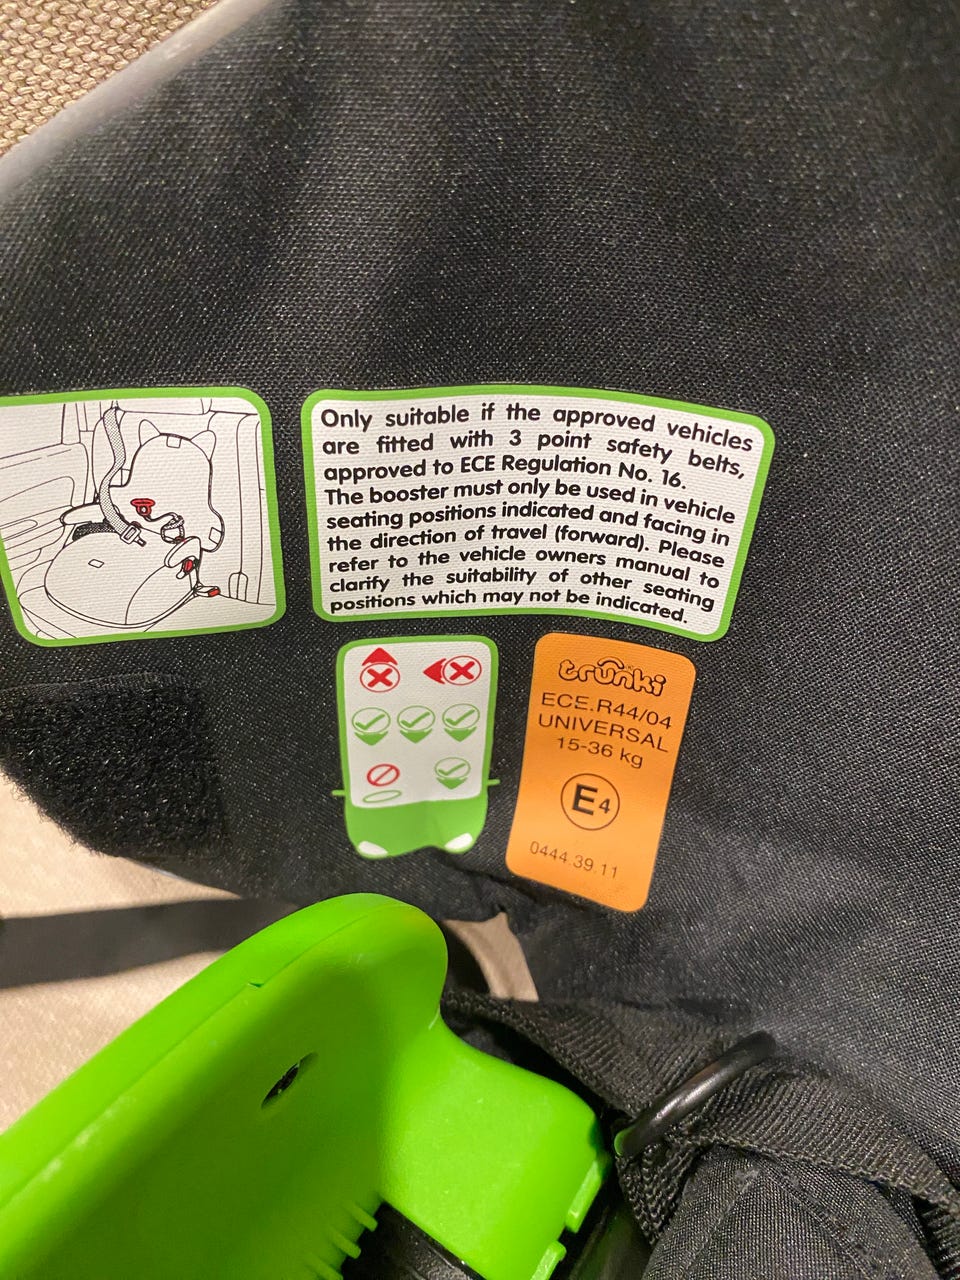 Only suitable if the approved vehicles
are fitted with 3 point safety belts,
approved to ECE Regulation No. 16.
The booster must only be used in vehicle
seating positions indicated and facing in
the direction of travel (forward). Please
refer to the vehicle owners manual to
clarify the suitability of other seating
positions which may not be indicated.
trunki
ECE.R44/04
UNIVERSAL
15-36 kg
E4
0444.39.11